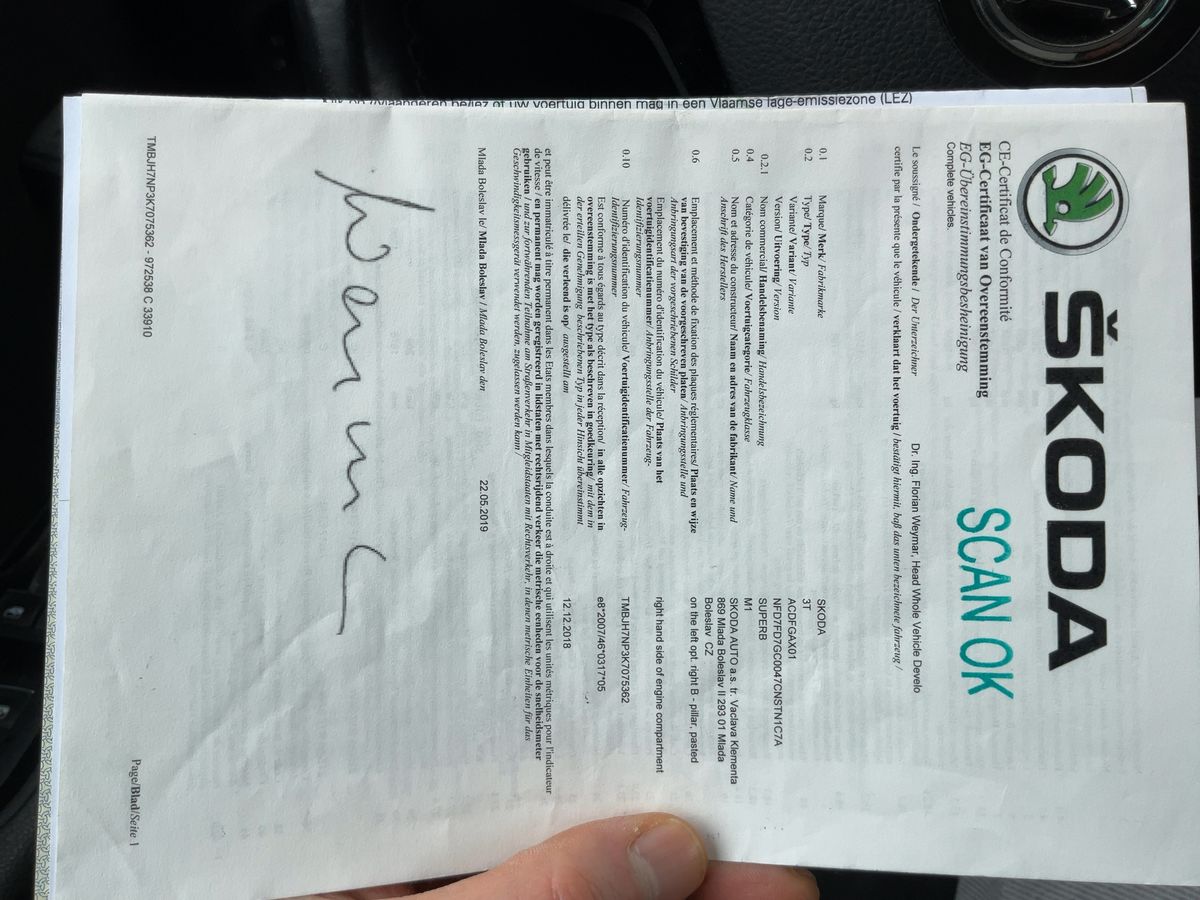 uw voertuig binnen mag in een Vlaamse lage-emissiezone (LEZ)
ŠKODA
SCAN OK
CE-Certificat de Conformité
EG-Certificaat van Overeenstomming
EG-Übereinstimmungsbesheinigung
Complete vehicles.
Le soussigné / Ondergetekende / Der Unterzeichner Dr. Ing. Florian Weymar, Head Whole Vehicle Develo
certifie par la présente que le véhicule / verklaart dat het voertuig / bestätigt hiermit, baß das unten bezeichnete fahrzeug /
0.1 Marque/ Merk/ Fabrikmarke SKODA
0.2 Type/ Type/ Typ 3T
Variante/ Variant/ Variante ACDFGAX01
Version/ Uitvoering/ Version NFD7FD7GC0047CNSTN1C7A
0.2.1 Nom commercial/ Handelsbenaming/ Handelsbezeichnung SUPERB
0.4 Catégorie de véhicule/ Voertuigcategorie/ Fahrzeugklasse M1
0.5 Nom et adresse du constructeur/ Naam en adres van de fabrikant/ Name und SKODA AUTO a.s. tr. Vaclava Klementa
Anschrift des Herstellers 869 Mlada Boleslav II 293 01 Mlada
Boleslav CZ
0.6 Emplacement et méthode de fixation des plaques réglementaires/ Plaats en wijze on the left opt. right B - pillar, pasted
van bevestiging van de voorgeschreven platen/ Anbringungsstelle und
Anbringungsart der vorgeschriebenen Schilder
Emplacement du numéro d'identification du véhicule/ Plaats van het right hand side of engine compartment
voertuigidentificatienumer/ Anbringungsstelle der Fahrzeug-
Identifizierungsnummer
0.10 Numéro d'identification du véhicule/ Voertuigidentificatienummer/ Fahrzeug- TMBJH7NP3K7075362
Identifizierungsnummer
Est conforme à tous égards au type décrit dans la réception/ in alle opzichten in e8*2007/46*0317*05
overeenstemming is met het type als beschreven in goedkeuring/ mit dem in
der erteilten Genehmigung beschriebenen Typ in jeder Hinsicht übereinstimmt
délivrée le/ die verleend is op/ ausgestellt am 12.12.2018
et peut être immatriculé à titre permanent dans les Etats membres dans lesquels la conduite est à droite et qui utilisent les unités métriques pour l'indicateur
de vitesse / en permanent mag worden geregistreerd in lidstaten met rechtsrijdend verkeer die metrische eenheden voor de snelheidsmeter
gebruiken / und zur fortwährenden Teilnahme am Straßenverkehr in Mitgleidstaaten mit Rechtsverkehr, in denen metrische Einheiten für das
Geschwindigkeitsmessgerät verwendet werden, zugelassen werden kann /
Mlada Boleslav le/ Mlada Boleslav / Mlada Boleslav den 22.05.2019
TMBJH7NP3K7075362 - 972538 C 33910
Page/Blad/Seite 1